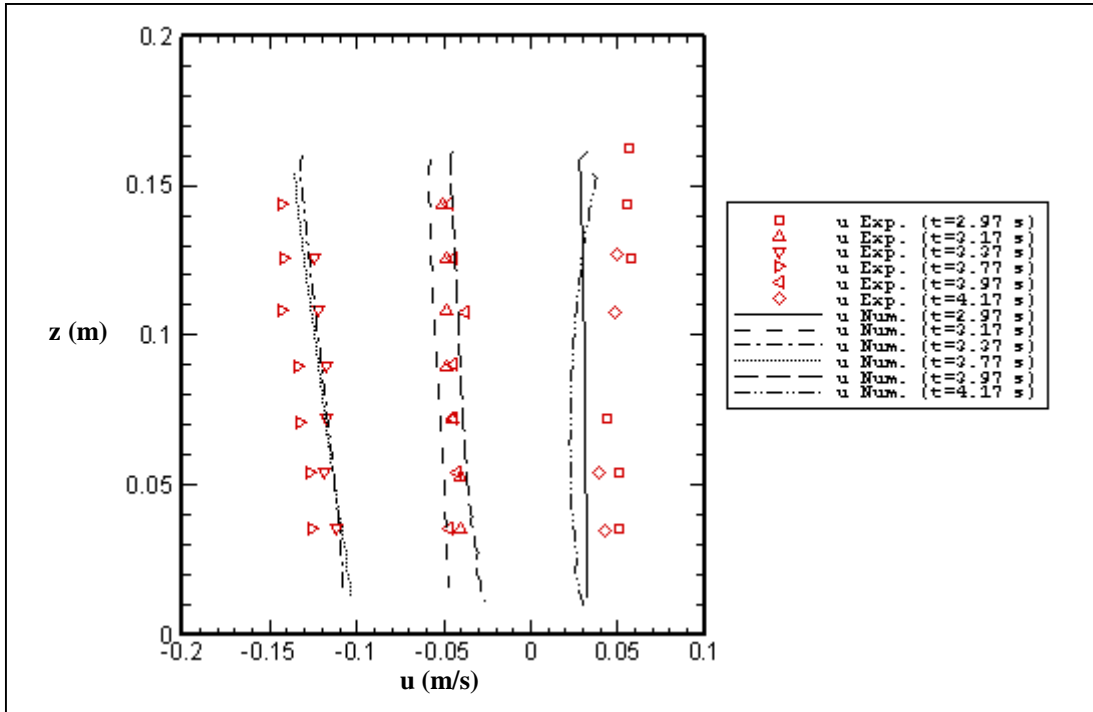 0.2
0.15
z (m)
0.1
0.05
0
-0.2
-0.15
-0.1
-0.05
0
0.05
0.1
u (m/s)
u Exp. (t=2.97 s)
u Exp. (t=3.17 s)
u Exp. (t=3.37 s)
u Exp. (t=3.77 s)
u Exp. (t=3.97 s)
u Exp. (t=4.17 s)
u Num. (t=2.97 s)
u Num. (t=3.17 s)
u Num. (t=3.37 s)
u Num. (t=3.77 s)
u Num. (t=3.97 s)
u Num. (t=4.17 s)